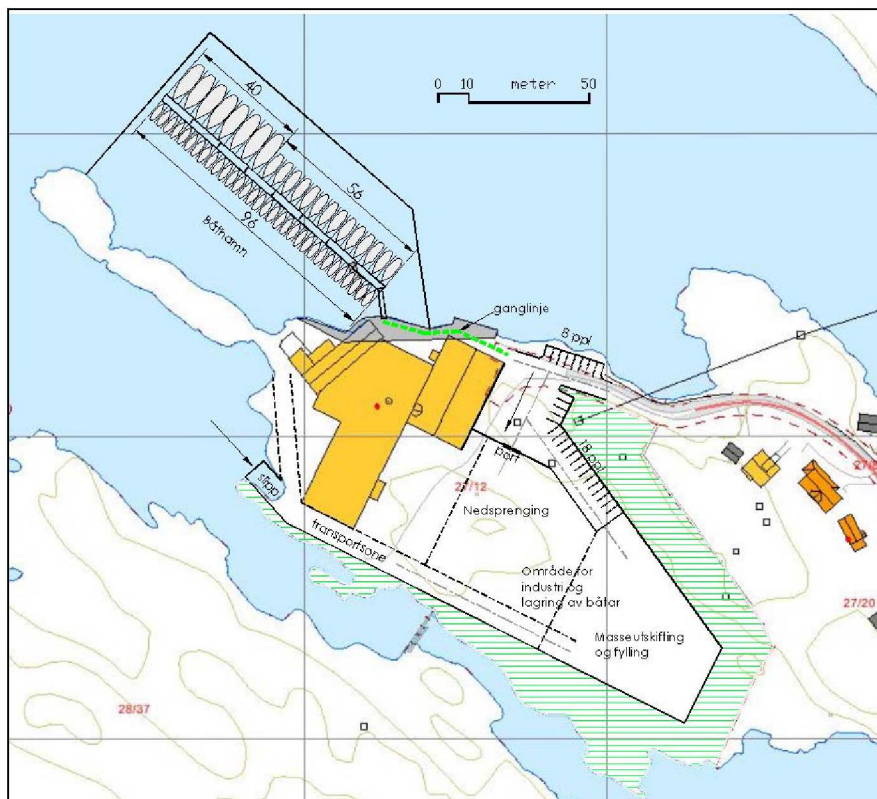 0 10 meter 50
40
56
96
Båthamn
ganglinje
8 ppl
port
18 ppl
27/12
slipp
Nedsprenging
transportsone
Område for
industri og
lagring av båtar
Masseutskifting
og fylling
27/20
28/37